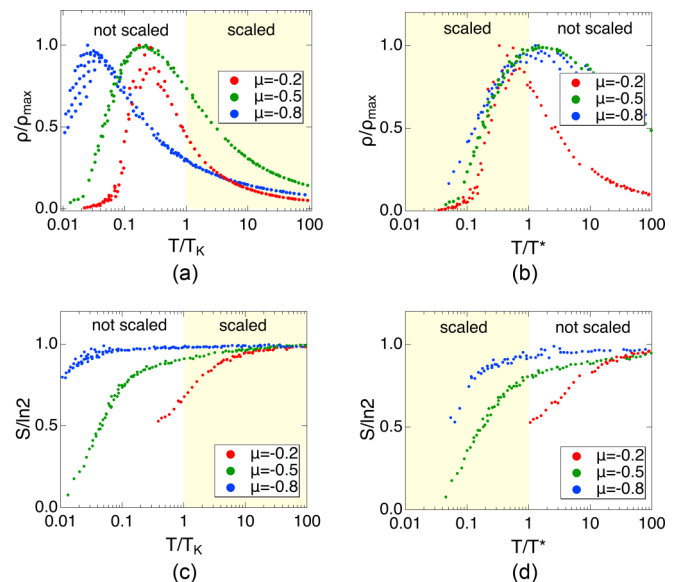 not scaled
scaled
1.0
0.5
0.0
ρ/ρmax
μ=-0.2
μ=-0.5
μ=-0.8
0.01
0.1
1
10
100
T/TK
(a)
scaled
not scaled
1.0
0.5
0.0
ρ/ρmax
μ=-0.2
μ=-0.5
μ=-0.8
0.01
0.1
1
10
100
T/T*
(b)
not scaled
scaled
1.0
0.5
0
S/ln2
μ=-0.2
μ=-0.5
μ=-0.8
0.01
0.1
1
10
100
T/TK
(c)
scaled
not scaled
1.0
0.5
0
S/ln2
μ=-0.2
μ=-0.5
μ=-0.8
0.01
0.1
1
10
100
T/T*
(d)